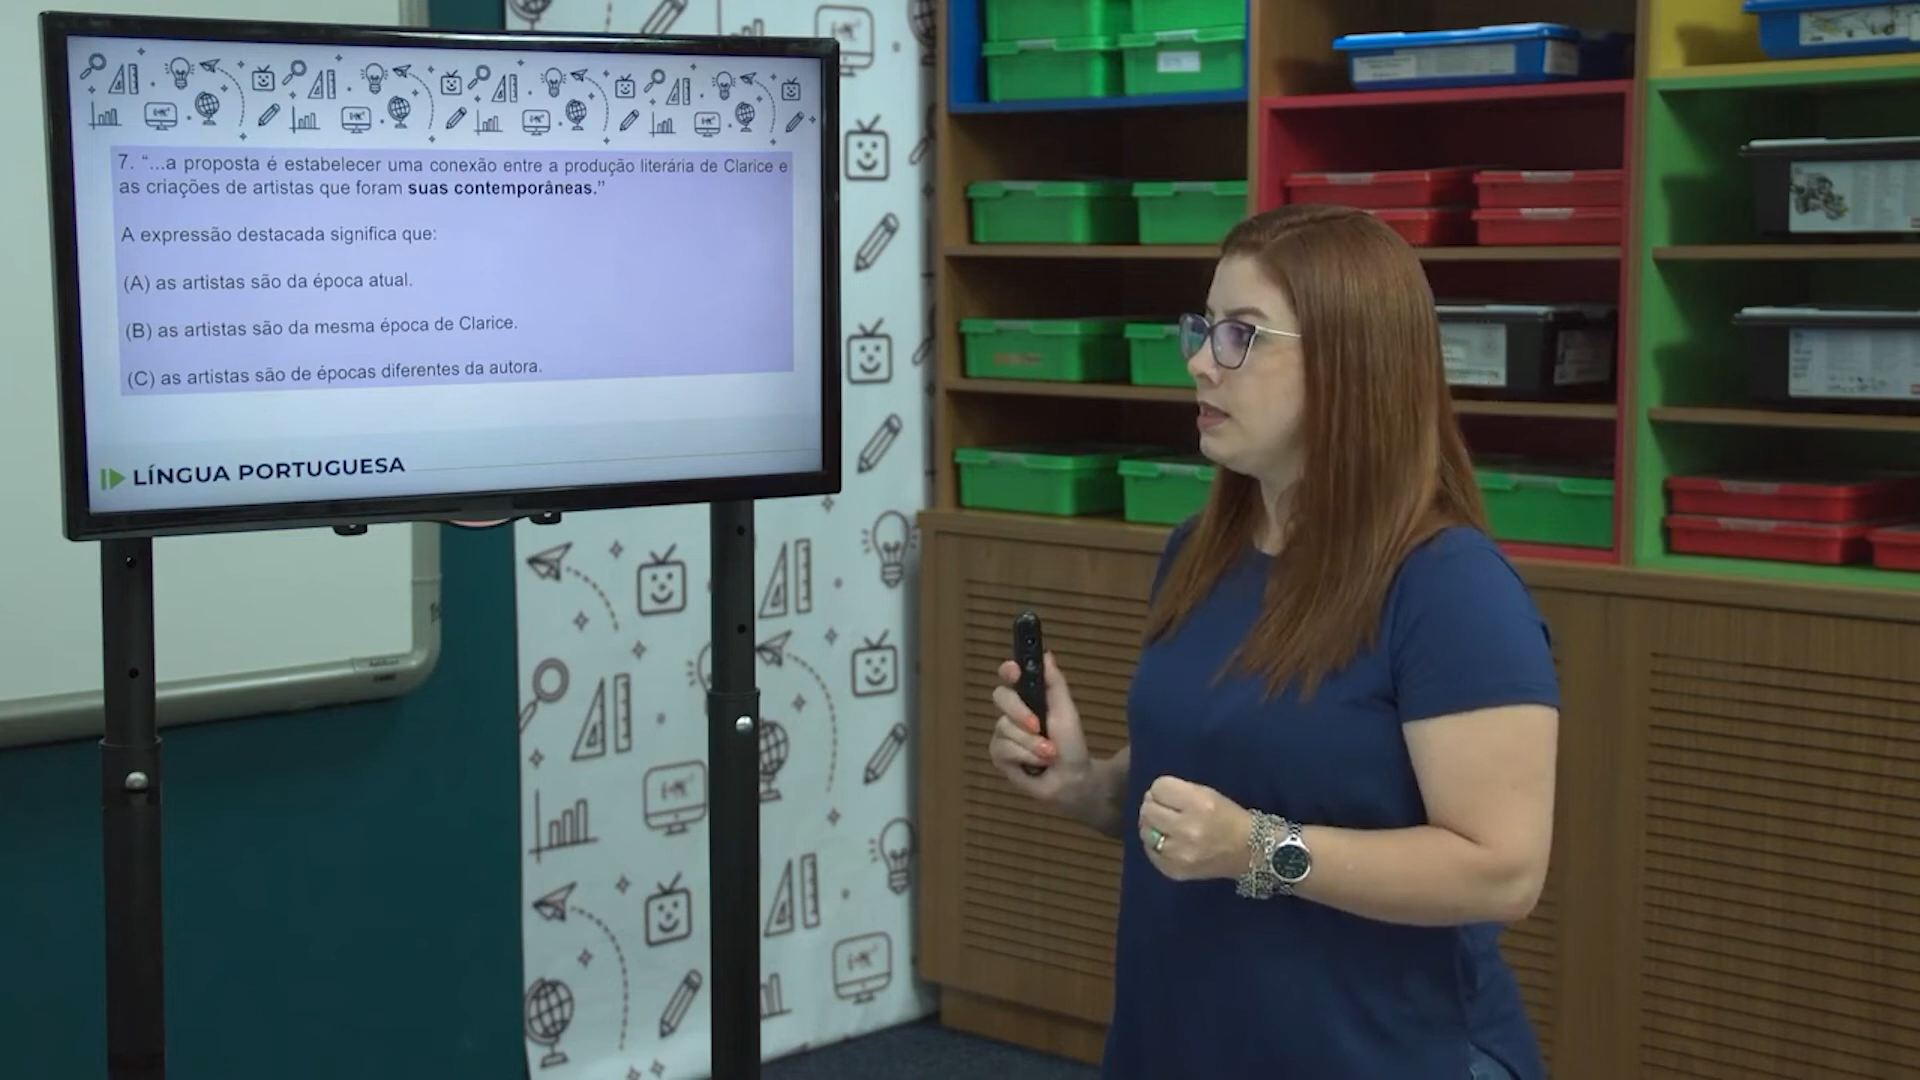 7. “...a proposta é estabelecer uma conexão entre a produção literária de Clarice e
as criações de artistas que foram suas contemporâneas.”
A expressão destacada significa que:
(A) as artistas são da época atual.
(B) as artistas são da mesma época de Clarice.
(C) as artistas são de épocas diferentes da autora.
LÍNGUA PORTUGUESA